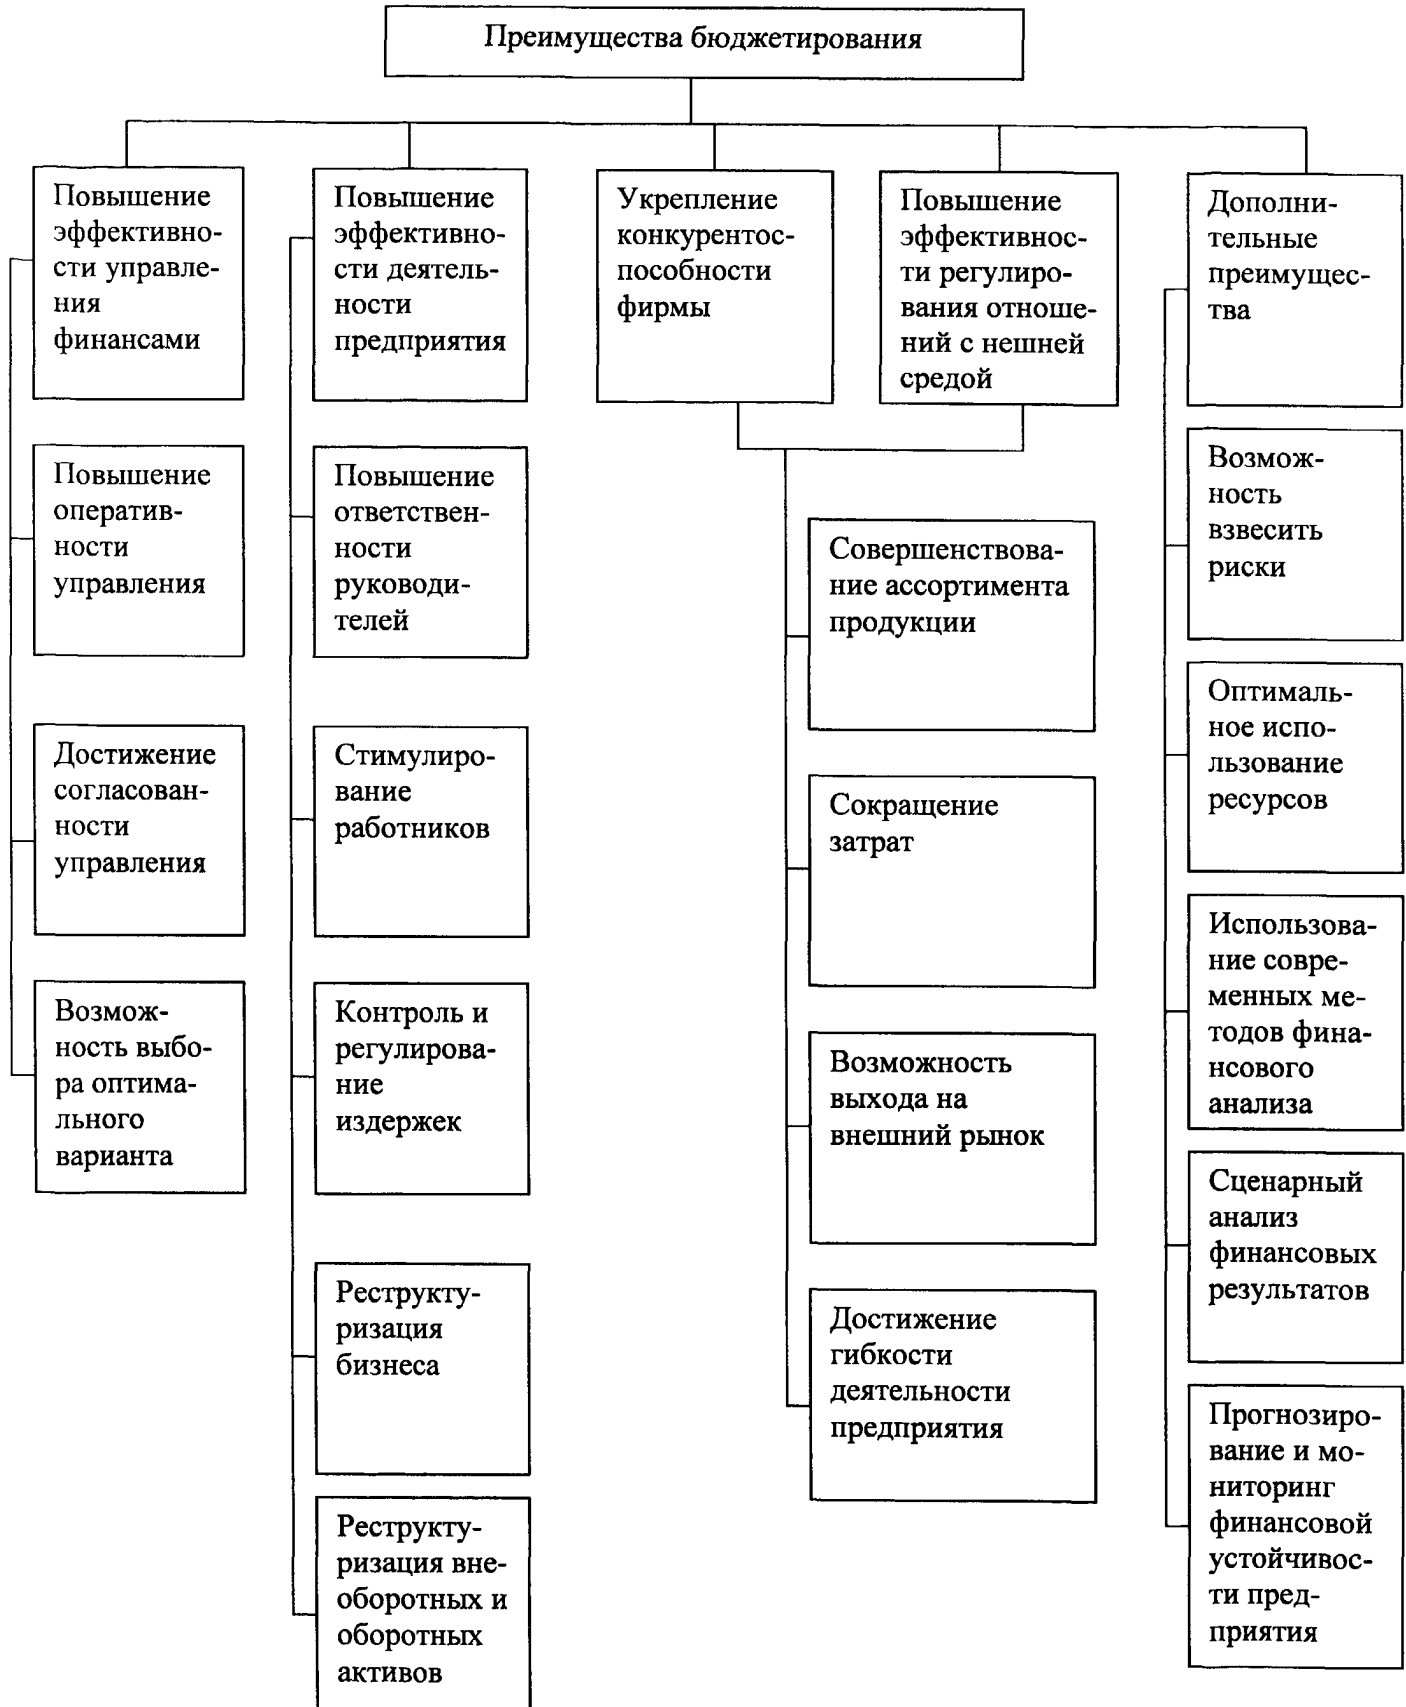 Преимущества бюджетирования
Повышение
эффективно-
сти управле-
ния
финансами
Повышение
оператив-
ности
управления
Достижение
согласован-
ности
управления
Возмож-
ность выбо-
ра оптима-
льного
варианта
Повышение
эффективно-
сти деятель-
ности
предприятия
Повышение
ответствен-
ности
руководи-
телей
Стимулиро-
вание
работников
Контроль и
регулирова-
ние
издержек
Реструкту-
ризация
бизнеса
Реструкту-
ризация вне-
оборотных и
оборотных
активов
Укрепление
конкурентос-
пособности
фирмы
Повышение
эффективнос-
ти регулиро-
вания отноше-
ний с нешней
средой
Совершенствова-
ние ассортимента
продукции
Сокращение
затрат
Возможность
выхода на
внешний рынок
Достижение
гибкости
деятельности
предприятия
Дополни-
тельные
преимущес-
тва
Возмож-
ность
взвесить
риски
Оптималь-
ное испо-
льзование
ресурсов
Использова-
ние совре-
менных ме-
тодов фина-
нсового
анализа
Сценарный
анализ
финансовых
результатов
Прогнозиро-
вание и мо-
ниторинг
финансовой
устойчивос-
ти пред-
приятия